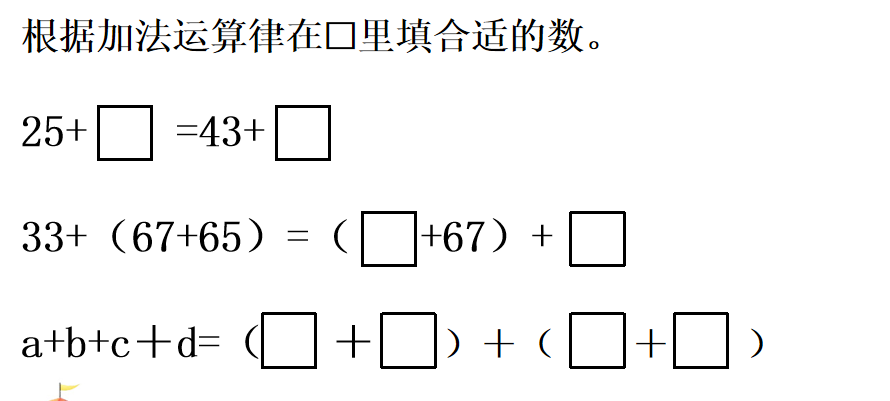 根据加法运算律在□里填合适的数。
25+□ =43+□
33+（67+65）=（□+67）+□
a+b+c＋d=（□＋□）＋（□＋□）